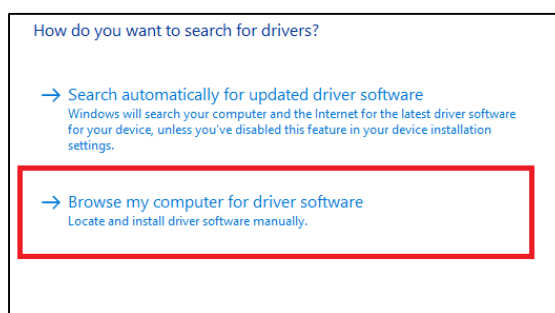 How do you want to search for drivers?
→ Search automatically for updated driver software
Windows will search your computer and the Internet for the latest driver software
for your device, unless you've disabled this feature in your device installation
settings.
→ Browse my computer for driver software
Locate and install driver software manually.